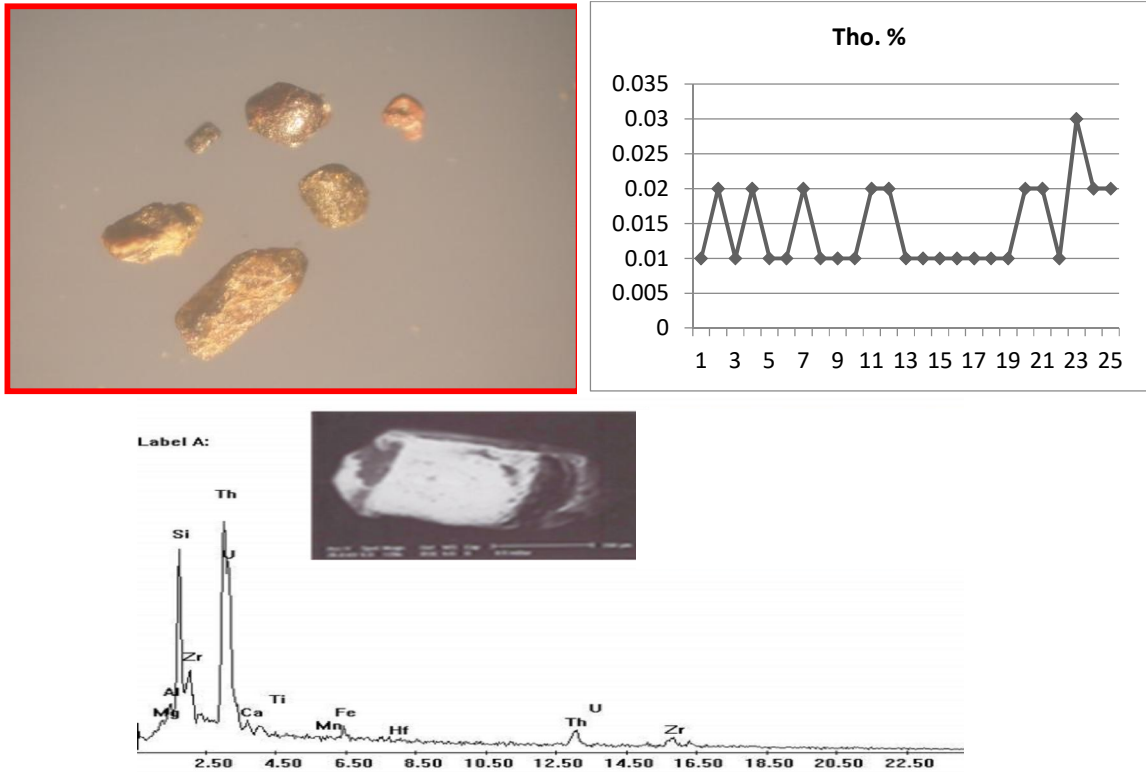 Tho. %
0.035
0.03
0.025
0.02
0.015
0.01
0.005
0
1 3 5 7 9 11 13 15 17 19 21 23 25
Label A:
Th
Si
U
Zr
Al
Mg
Ca
Ti
Mn
Fe
Hf
Th
U
Zr
2.50 4.50 6.50 8.50 10.50 12.50 14.50 16.50 18.50 20.50 22.50